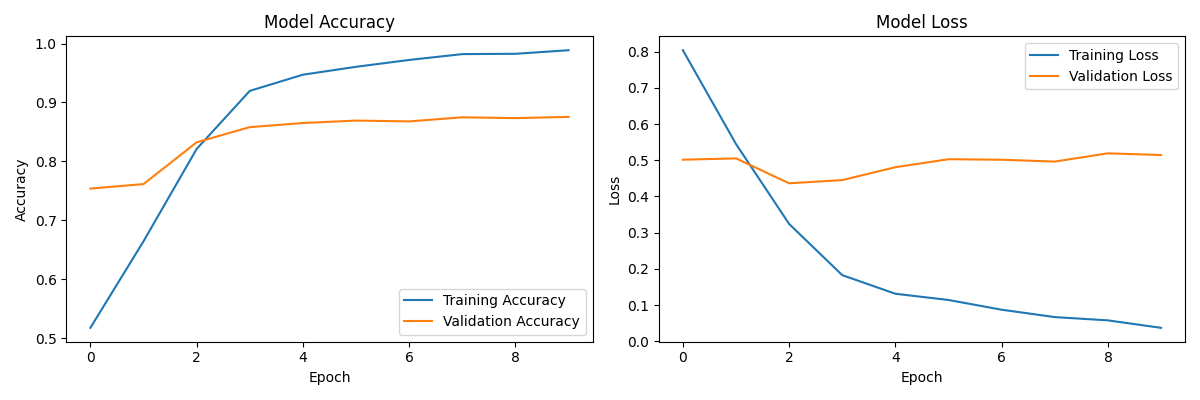 Model Accuracy
1.0
0.9
0.8
0.7
0.6
0.5
Accuracy
0 2 4 6 8
Epoch
Training Accuracy
Validation Accuracy
Model Loss
0.8
0.7
0.6
0.5
0.4
0.3
0.2
0.1
0.0
Loss
0 2 4 6 8
Epoch
Training Loss
Validation Loss